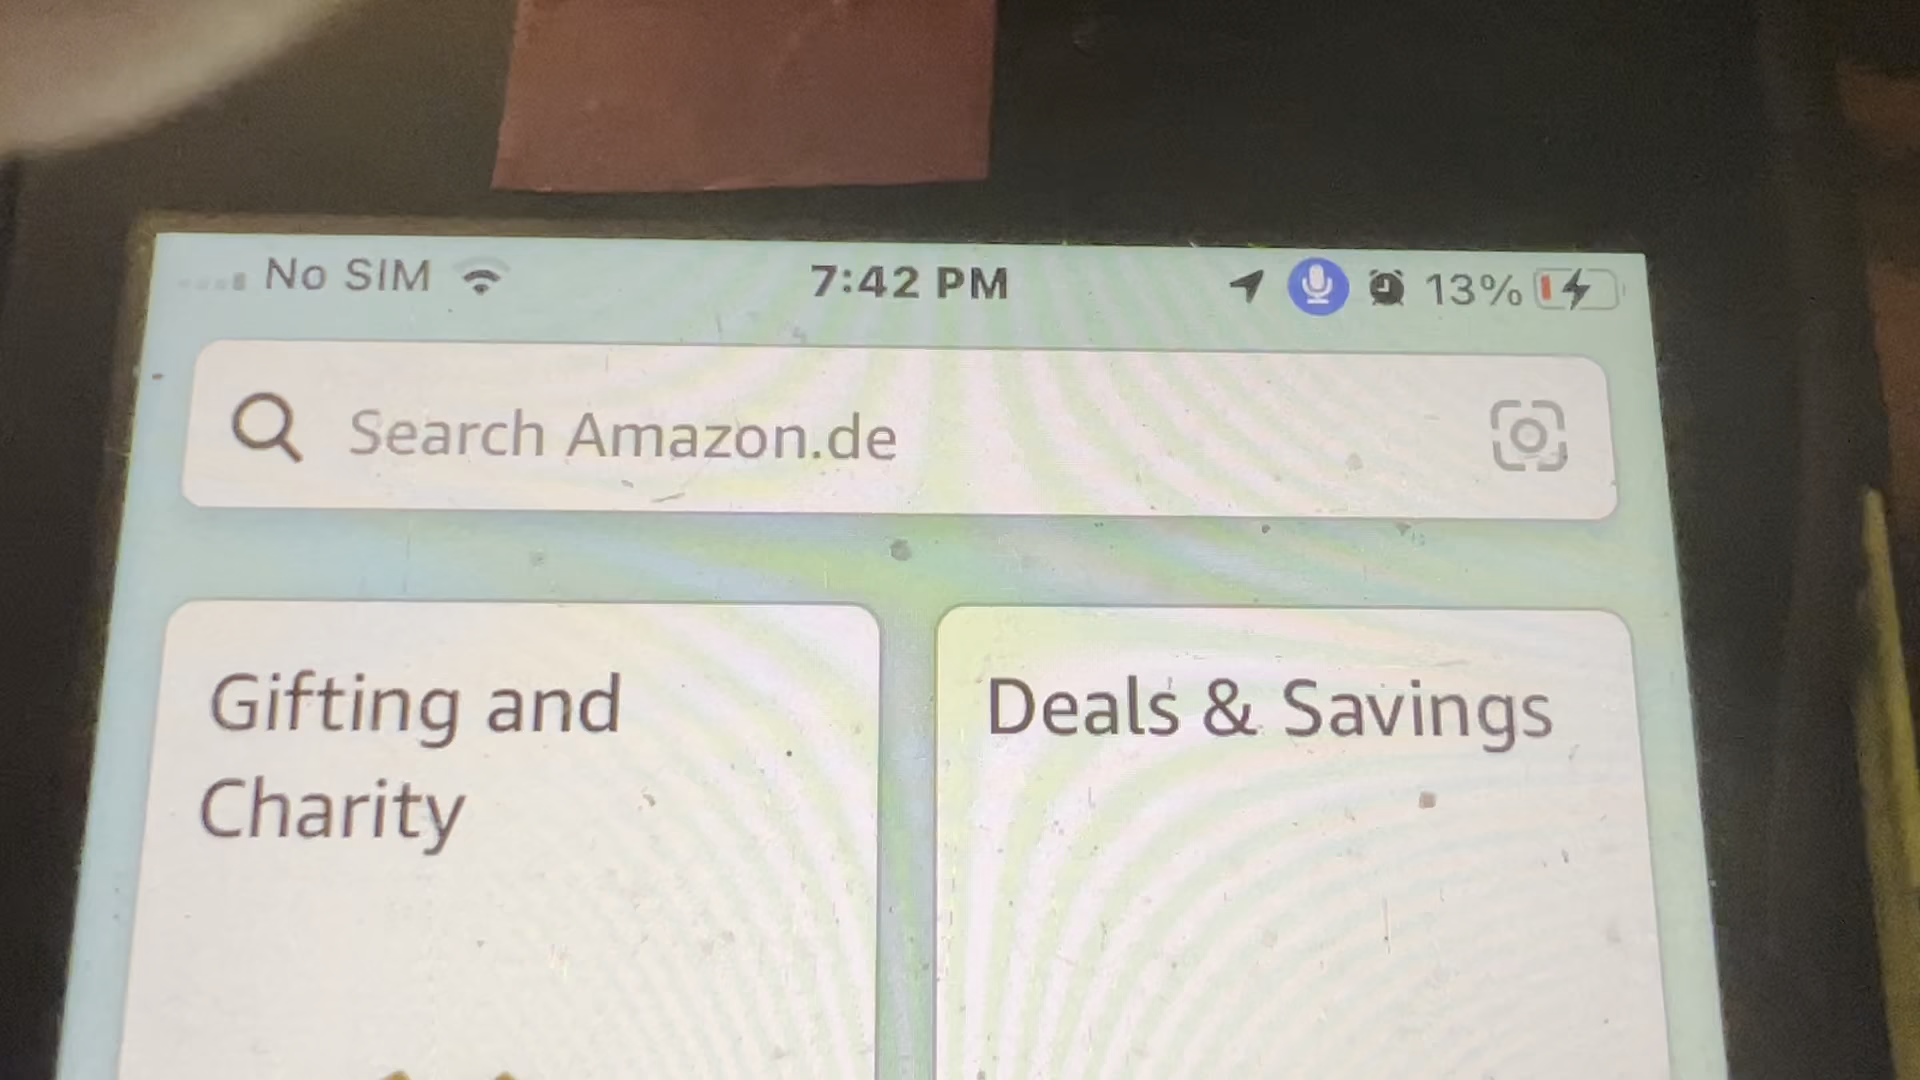 No SIM 7:42 PM 13%
Search Amazon.de
Gifting and Deals & Savings
Charity